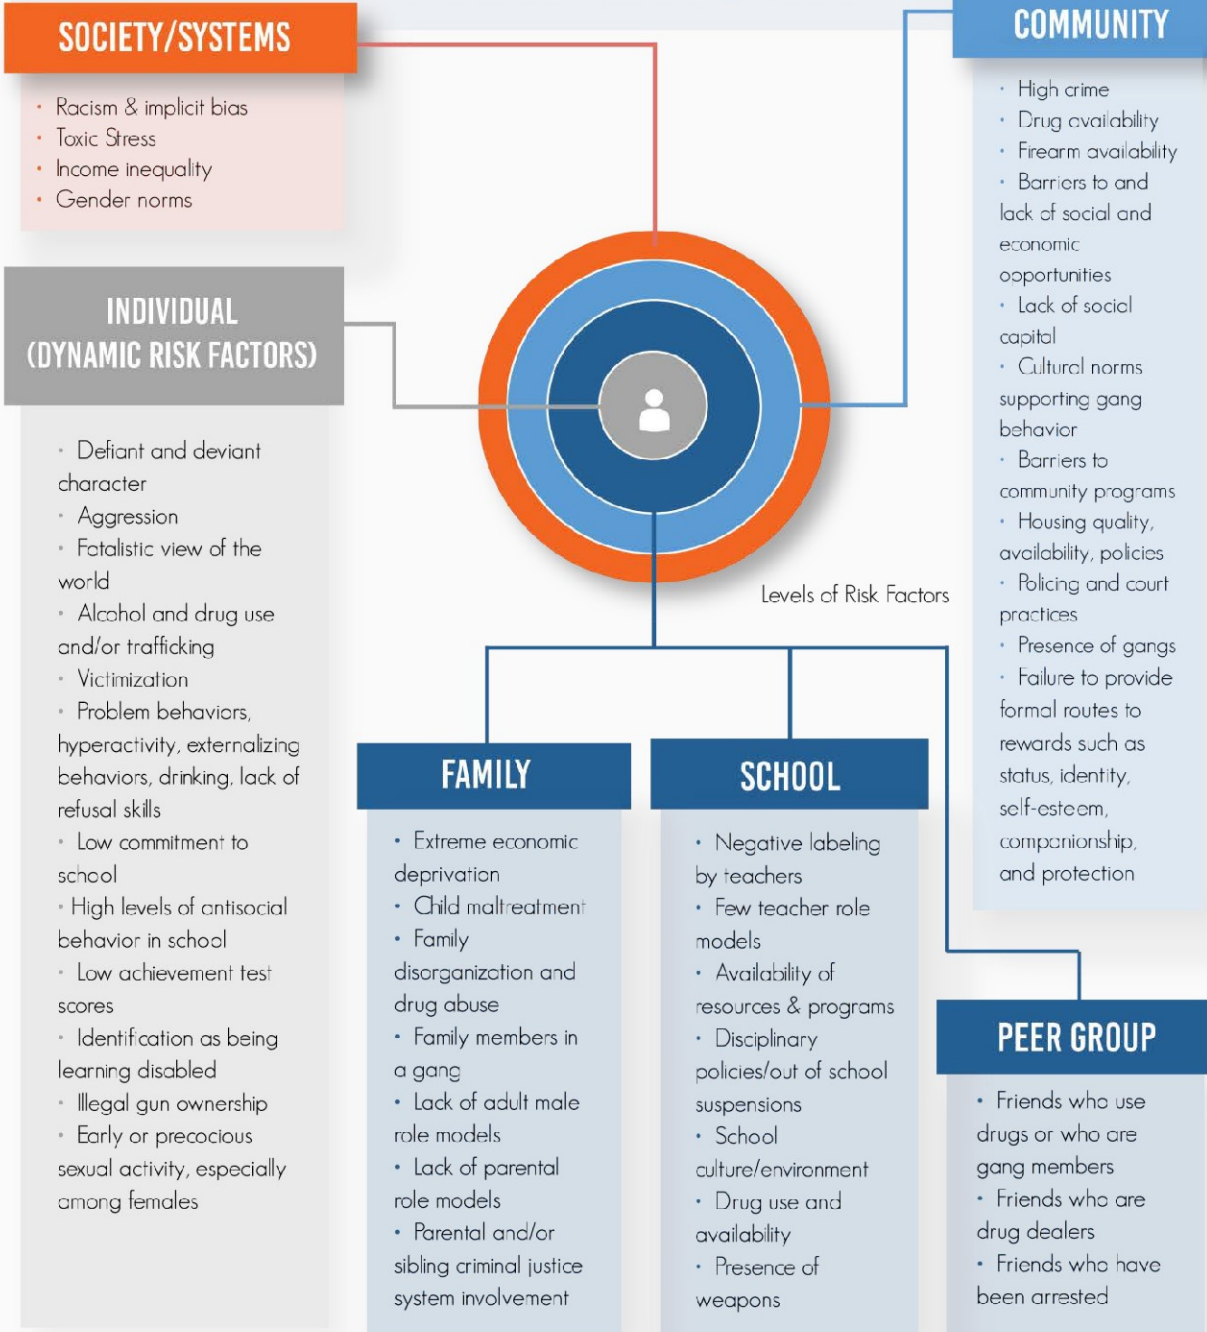 SOCIETY/SYSTEMS
• Racism & implicit bias
• Toxic Stress
• Income inequality
• Gender norms
INDIVIDUAL
(DYNAMIC RISK FACTORS)
• Defiant and deviant
character
• Aggression
• Fatalistic view of the
world
• Alcohol and drug use
and/or trafficking
• Victimization
• Problem behaviors,
hyperactivity, externalizing
behaviors, drinking, lack of
refusal skills
• Low commitment to
school
• High levels of antisocial
behavior in school
• Low achievement test
scores
• Identification as being
learning disabled
• Illegal gun ownership
• Early or precocious
sexual activity, especially
among females
COMMUNITY
• High crime
• Drug availability
• Firearm availability
• Barriers to and
lack of social and
economic
opportunities
• Lack of social
capital
• Cultural norms
supporting gang
behavior
• Barriers to
community programs
• Housing quality,
availability, policies
• Policing and court
practices
• Presence of gangs
• Failure to provide
formal routes to
rewards such as
status, identity,
self-esteem,
companionship,
and protection
Levels of Risk Factors
FAMILY
• Extreme economic
deprivation
• Child maltreatment
• Family
disorganization and
drug abuse
• Family members in
a gang
• Lack of adult male
role models
• Lack of parental
role models
• Parental and/or
sibling criminal justice
system involvement
SCHOOL
• Negative labeling
by teachers
• Few teacher role
models
• Availability of
resources & programs
• Disciplinary
policies/out of school
suspensions
• School
culture/environment
• Drug use and
availability
• Presence of
weapons
PEER GROUP
• Friends who use
drugs or who are
gang members
• Friends who are
drug dealers
• Friends who have
been arrested